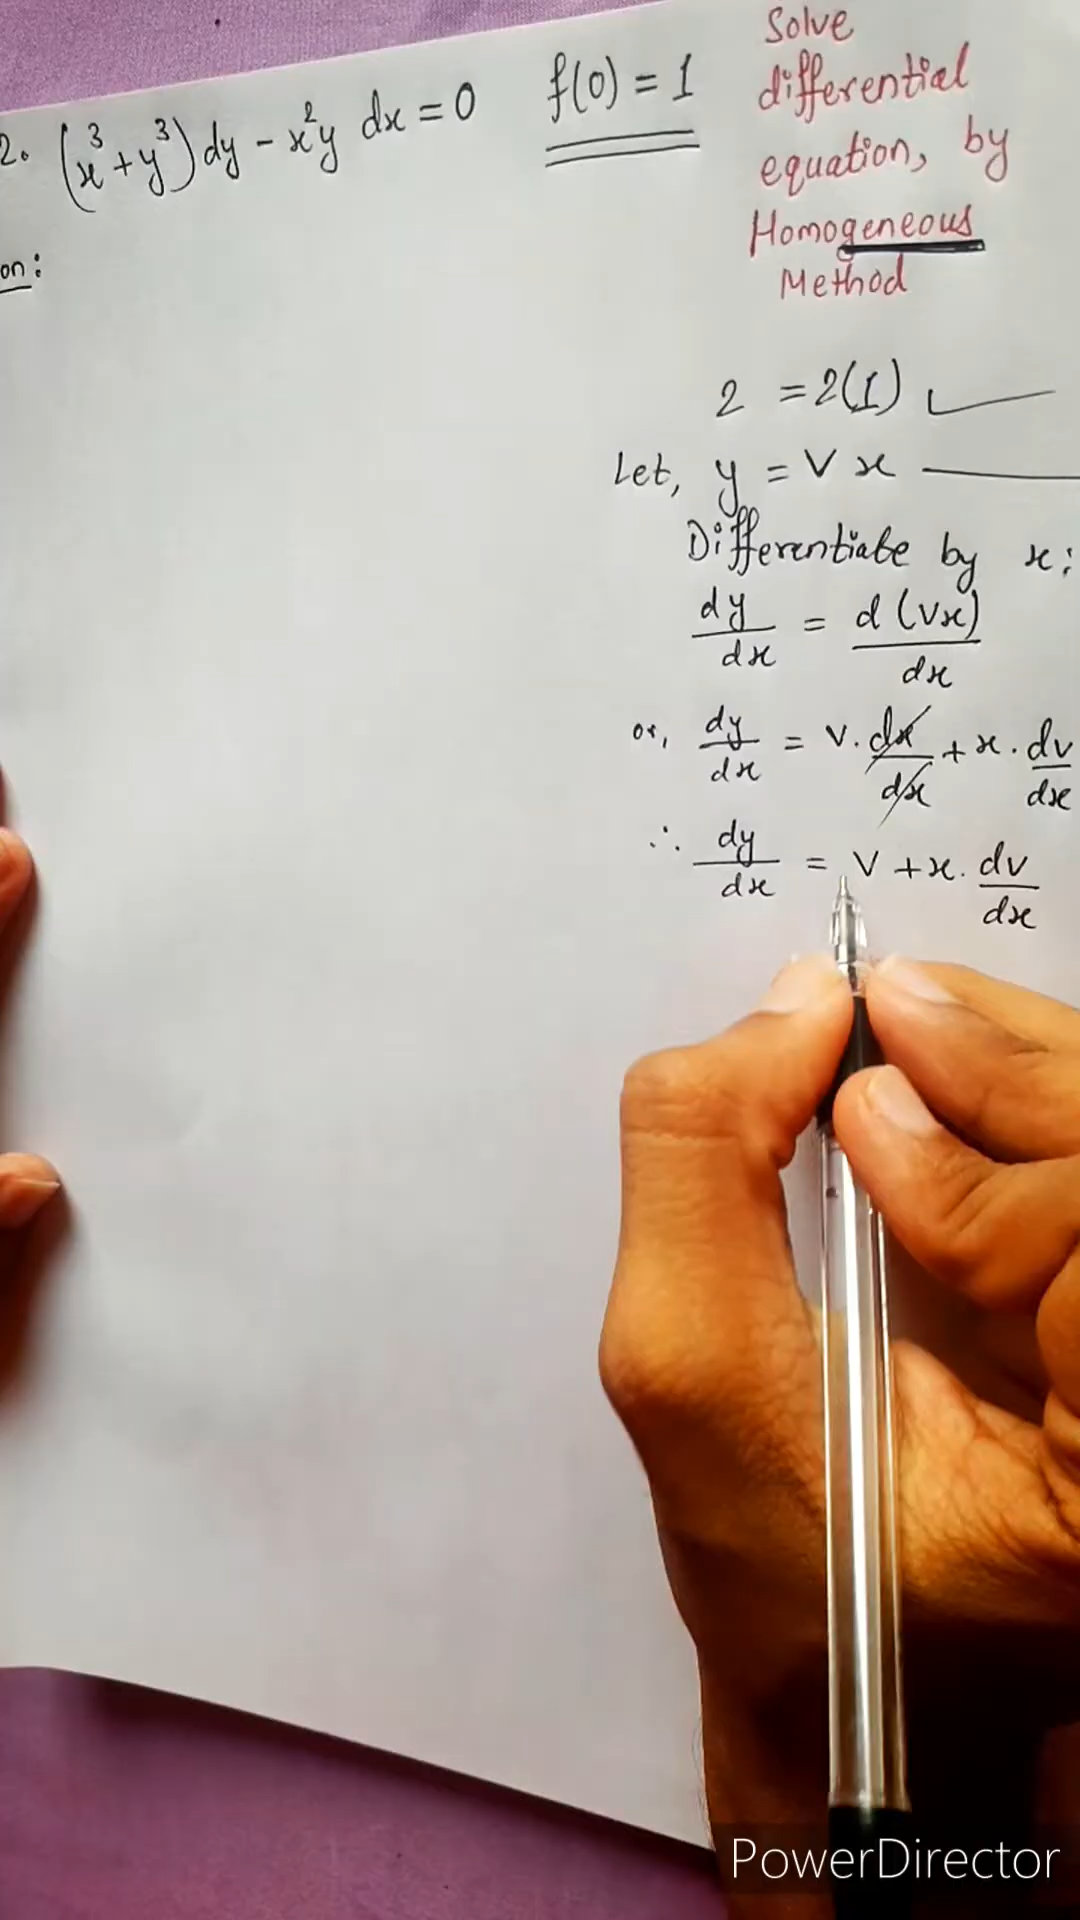 2. (x³+y³)dy - x²y dx = 0 f(0) = 1
on:
Solve
differential
equation, by
Homogeneous
Method
2 = 2(1)
Let, y = vx
Differentiate by x:
dy/dx = d(vx)/dx
or, dy/dx = v.dx/dx + x.dv/dx
∴ dy/dx = v + x.dv/dx
PowerDirector